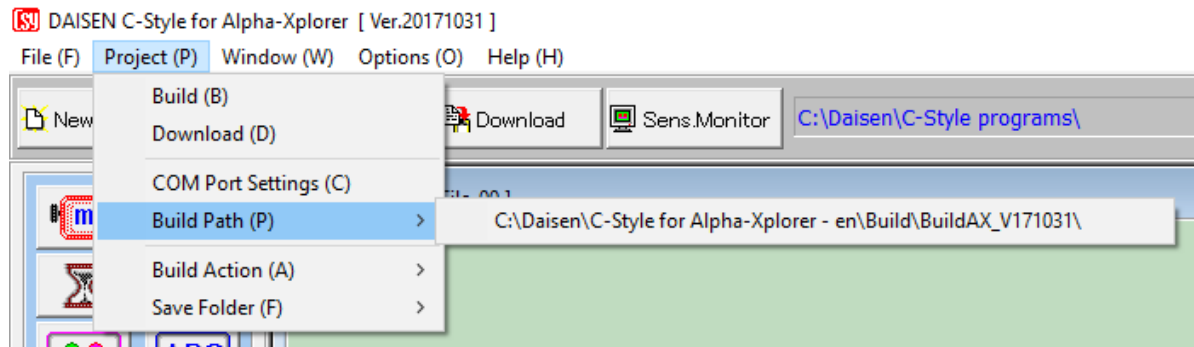 DAISEN C-Style for Alpha-Xplorer [ Ver.20171031 ]
File (F) Project (P) Window (W) Options (O) Help (H)
New Download Sens.Monitor C:\Daisen\C-Style programs\
Build (B)
Download (D)
COM Port Settings (C)
Build Path (P) > C:\Daisen\C-Style for Alpha-Xplorer - en\Build\BuildAX_V171031\
Build Action (A) >
Save Folder (F) >